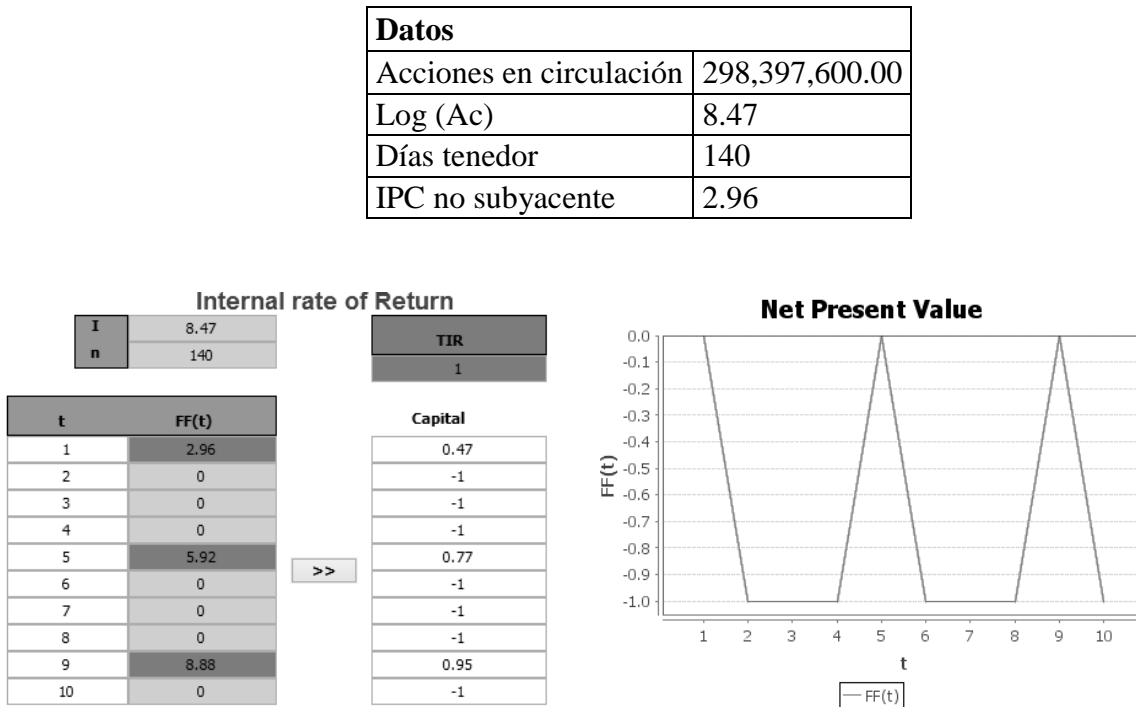 Datos
Acciones en circulación 298,397,600.00
Log (Ac) 8.47
Días tenedor 140
IPC no subyacente 2.96
Internal rate of Return
I 8.47
n 140
TIR
1
t FF(t)
1 2.96
2 0
3 0
4 0
5 5.92
6 0
7 0
8 0
9 8.88
10 0
>>
Capital
0.47
-1
-1
-1
0.77
-1
-1
-1
0.95
-1
Net Present Value
FF(t)
0.0
-0.1
-0.2
-0.3
-0.4
-0.5
-0.6
-0.7
-0.8
-0.9
-1.0
1 2 3 4 5 6 7 8 9 10
t
FF(t)